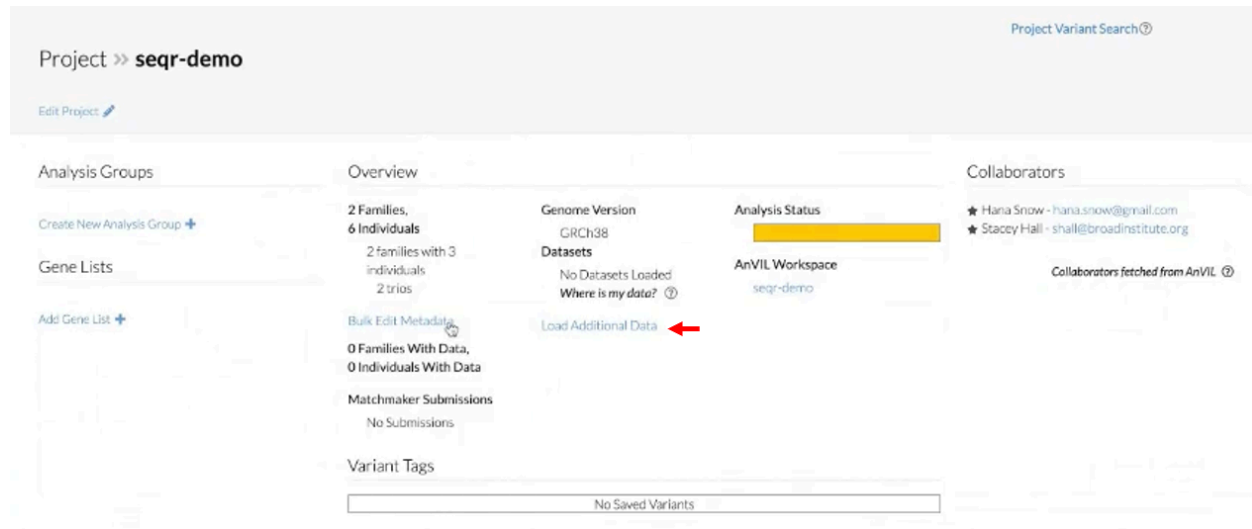 Project Variant Search
Project » seqr-demo
Edit Project
Analysis Groups
Create New Analysis Group
Gene Lists
Add Gene List
Overview
2 Families,
6 Individuals
2 families with 3
individuals
2 trios
Bulk Edit Metadata
0 Families With Data,
0 Individuals With Data
Matchmaker Submissions
No Submissions
Genome Version
GRCh38
Datasets
No Datasets Loaded
Where is my data?
Load Additional Data
Analysis Status
AnVIL Workspace
seqr-demo
Variant Tags
No Saved Variants
Collaborators
Hana Snow - hana.snow@gmail.com
Stacey Hall - shall@broadinstitute.org
Collaborators fetched from AnVIL